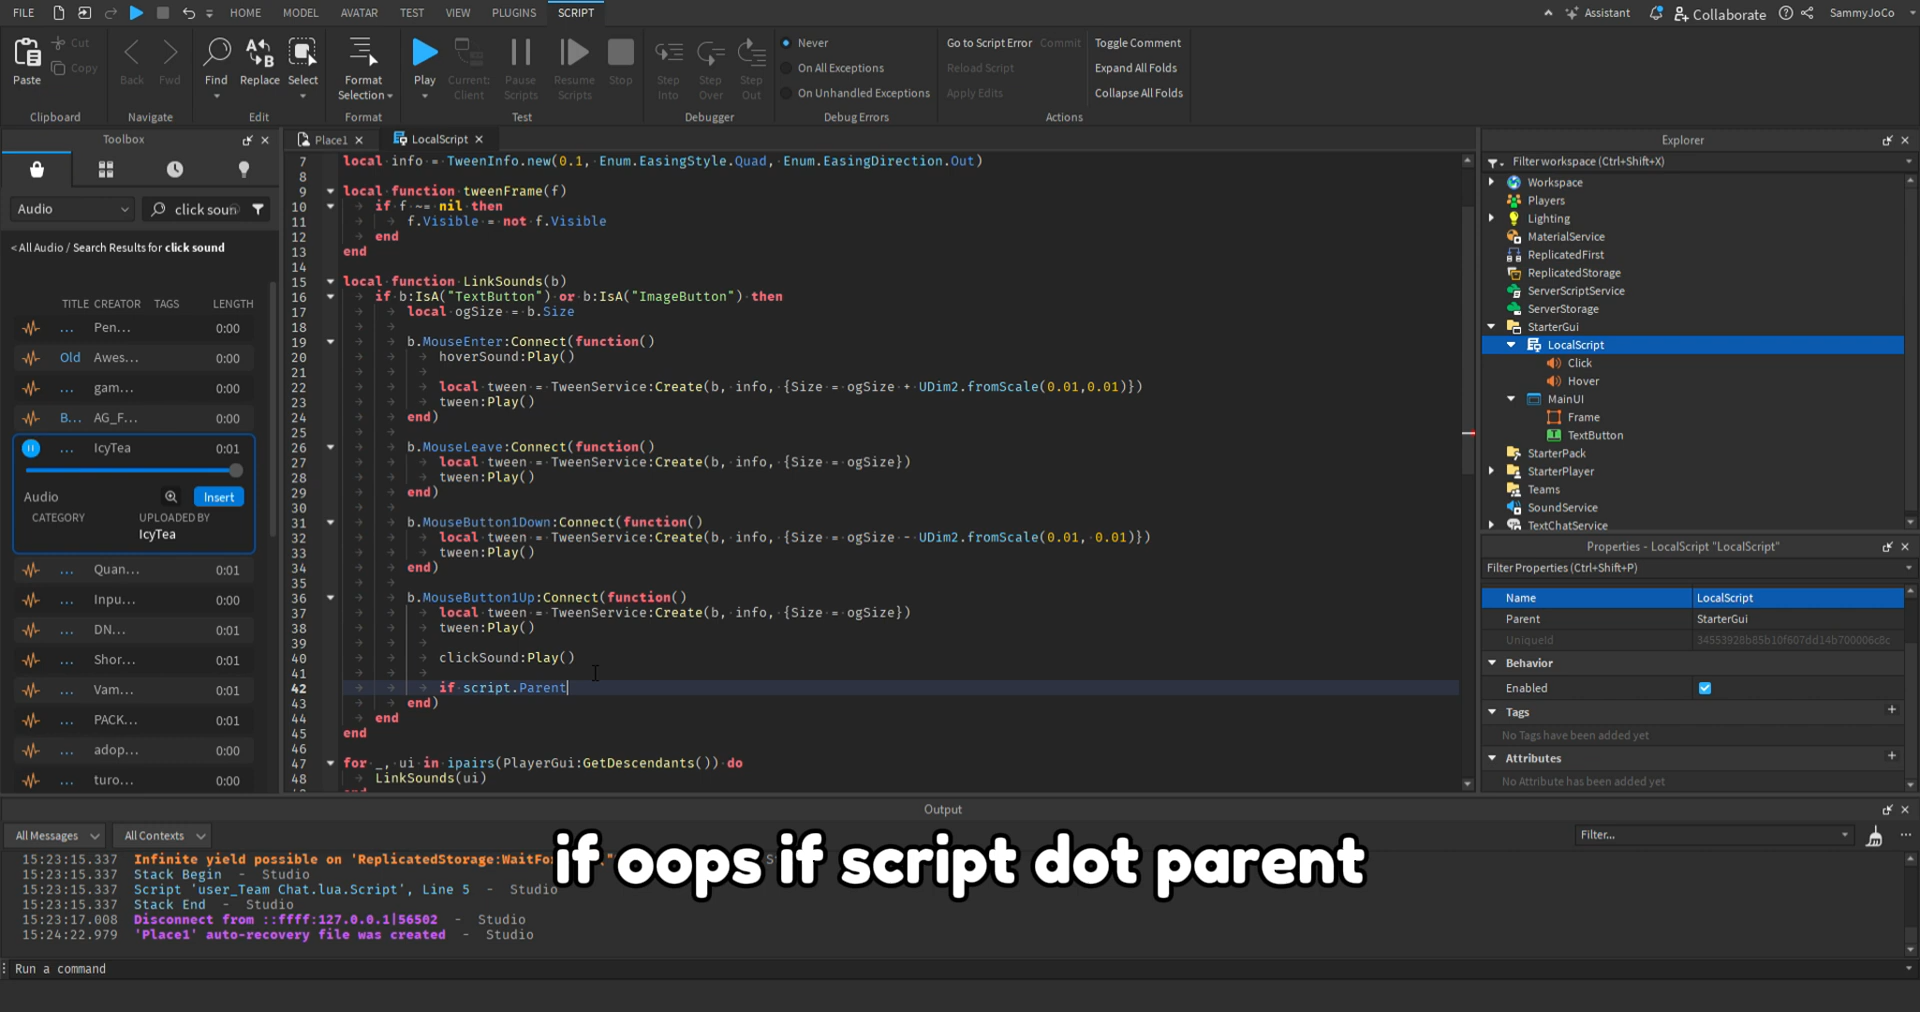 FILE HOME MODEL AVATAR TEST VIEW PLUGINS SCRIPT Assistant Collaborate SammyJoCo
Paste Cut Copy
Back Fwd
Find Replace Select
Format Selection
Play Current: Client Pause Scripts Resume Scripts Stop
Step Into Step Over Step Out
Never
On All Exceptions
On Unhandled Exceptions
Go to Script Error Commit
Reload Script
Apply Edits
Toggle Comment
Expand All Folds
Collapse All Folds
Clipboard Navigate Edit Format Test Debugger Debug Errors Actions
Toolbox
Audio click soun
< All Audio / Search Results for click sound
TITLE CREATOR TAGS LENGTH
... Pen... 0:00
Old Awes... 0:00
... gam... 0:00
B... AG_F... 0:00
... IcyTea 0:01
Audio Insert
CATEGORY UPLOADED BY
IcyTea
... Quan... 0:01
... Inpu... 0:00
... DN... 0:01
... Shor... 0:01
... Vam... 0:01
... PACK... 0:01
... adop... 0:00
... turo... 0:01
Place1 LocalScript
7 local info = TweenInfo.new(0.1, Enum.EasingStyle.Quad, Enum.EasingDirection.Out)
8
9 local function tweenFrame(f)
10 if f ~= nil then
11 f.Visible = not f.Visible
12 end
13 end
14
15 local function LinkSounds(b)
16 if b:IsA("TextButton") or b:IsA("ImageButton") then
17 local ogSize = b.Size
18
19 b.MouseEnter:Connect(function()
20 hoverSound:Play()
21
22 local tween = TweenService:Create(b, info, {Size = ogSize + UDim2.fromScale(0.01,0.01)})
23 tween:Play()
24 end)
25
26 b.MouseLeave:Connect(function()
27 local tween = TweenService:Create(b, info, {Size = ogSize})
28 tween:Play()
29 end)
30
31 b.MouseButton1Down:Connect(function()
32 local tween = TweenService:Create(b, info, {Size = ogSize - UDim2.fromScale(0.01, 0.01)})
33 tween:Play()
34 end)
35
36 b.MouseButton1Up:Connect(function()
37 local tween = TweenService:Create(b, info, {Size = ogSize})
38 tween:Play()
39
40 clickSound:Play()
41
42 if script.Parent
43 end)
44 end
45 end
46
47 for _, ui in ipairs(PlayerGui:GetDescendants()) do
48 LinkSounds(ui)
Explorer
Filter workspace (Ctrl+Shift+X)
Workspace
Players
Lighting
MaterialService
ReplicatedFirst
ReplicatedStorage
ServerScriptService
ServerStorage
StarterGui
LocalScript
Click
Hover
MainUI
Frame
TextButton
StarterPack
StarterPlayer
Teams
SoundService
TextChatService
Properties - LocalScript "LocalScript"
Filter Properties (Ctrl+Shift+P)
Name LocalScript
Parent StarterGui
UniqueId
Behavior
Enabled
Tags
No Tags have been added yet
Attributes
No Attribute has been added yet
Output
All Messages All Contexts Filter...
15:23:15.337 Infinite yield possible on 'ReplicatedStorage:WaitFo
15:23:15.337 Stack Begin - Studio
15:23:15.337 Script 'user_Team Chat.lua.Script', Line 5 - Studio
15:23:15.337 Stack End - Studio
15:23:17.008 Disconnect from ::ffff:127.0.0.1|56502 - Studio
15:24:22.979 'Place1' auto-recovery file was created - Studio
if oops if script dot parent
Run a command